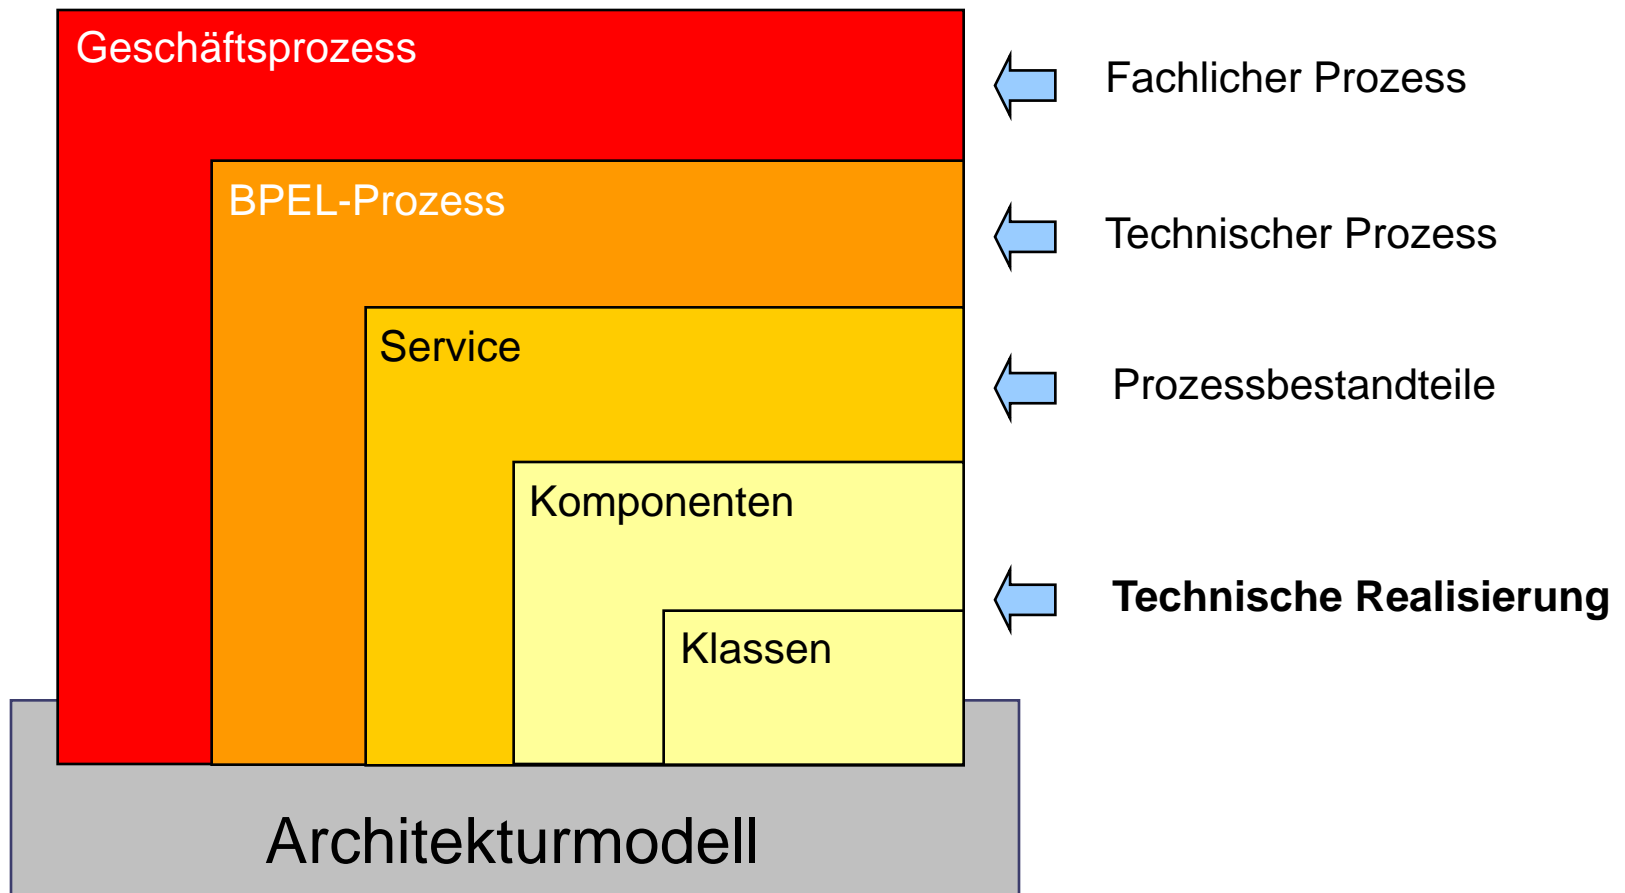 Geschäftsprozess
Fachlicher Prozess
BPEL-Prozess
Technischer Prozess
Service
Prozessbestandteile
Komponenten
Technische Realisierung
Klassen
Architekturmodell